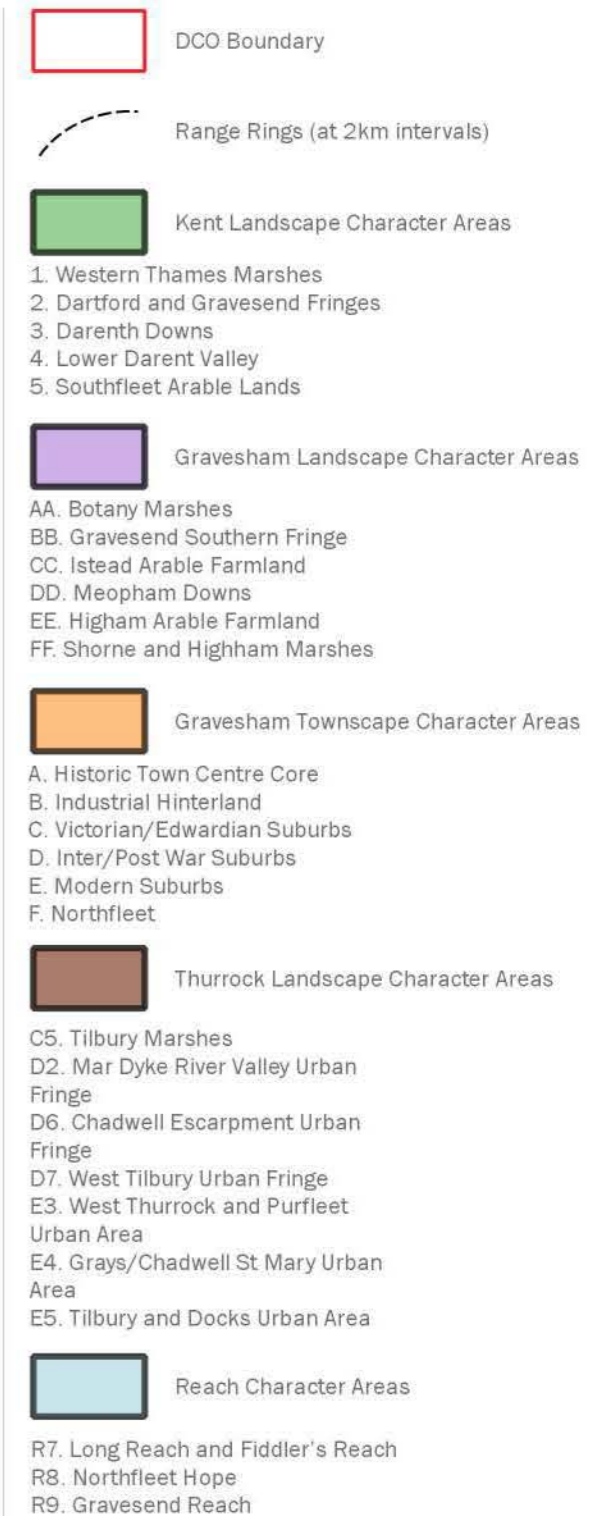 DCO Boundary
Range Rings (at 2km intervals)
Kent Landscape Character Areas
1. Western Thames Marshes
2. Dartford and Gravesend Fringes
3. Darenth Downs
4. Lower Darent Valley
5. Southfleet Arable Lands
Gravesham Landscape Character Areas
AA. Botany Marshes
BB. Gravesend Southern Fringe
CC. Istead Arable Farmland
DD. Meopham Downs
EE. Higham Arable Farmland
FF. Shorne and Highham Marshes
Gravesham Townscape Character Areas
A. Historic Town Centre Core
B. Industrial Hinterland
C. Victorian/Edwardian Suburbs
D. Inter/Post War Suburbs
E. Modern Suburbs
F. Northfleet
Thurrock Landscape Character Areas
C5. Tilbury Marshes
D2. Mar Dyke River Valley Urban
Fringe
D6. Chadwell Escarpment Urban
Fringe
D7. West Tilbury Urban Fringe
E3. West Thurrock and Purfleet
Urban Area
E4. Grays/Chadwell St Mary Urban
Area
E5. Tilbury and Docks Urban Area
Reach Character Areas
R7. Long Reach and Fiddler's Reach
R8. Northfleet Hope
R9. Gravesend Reach